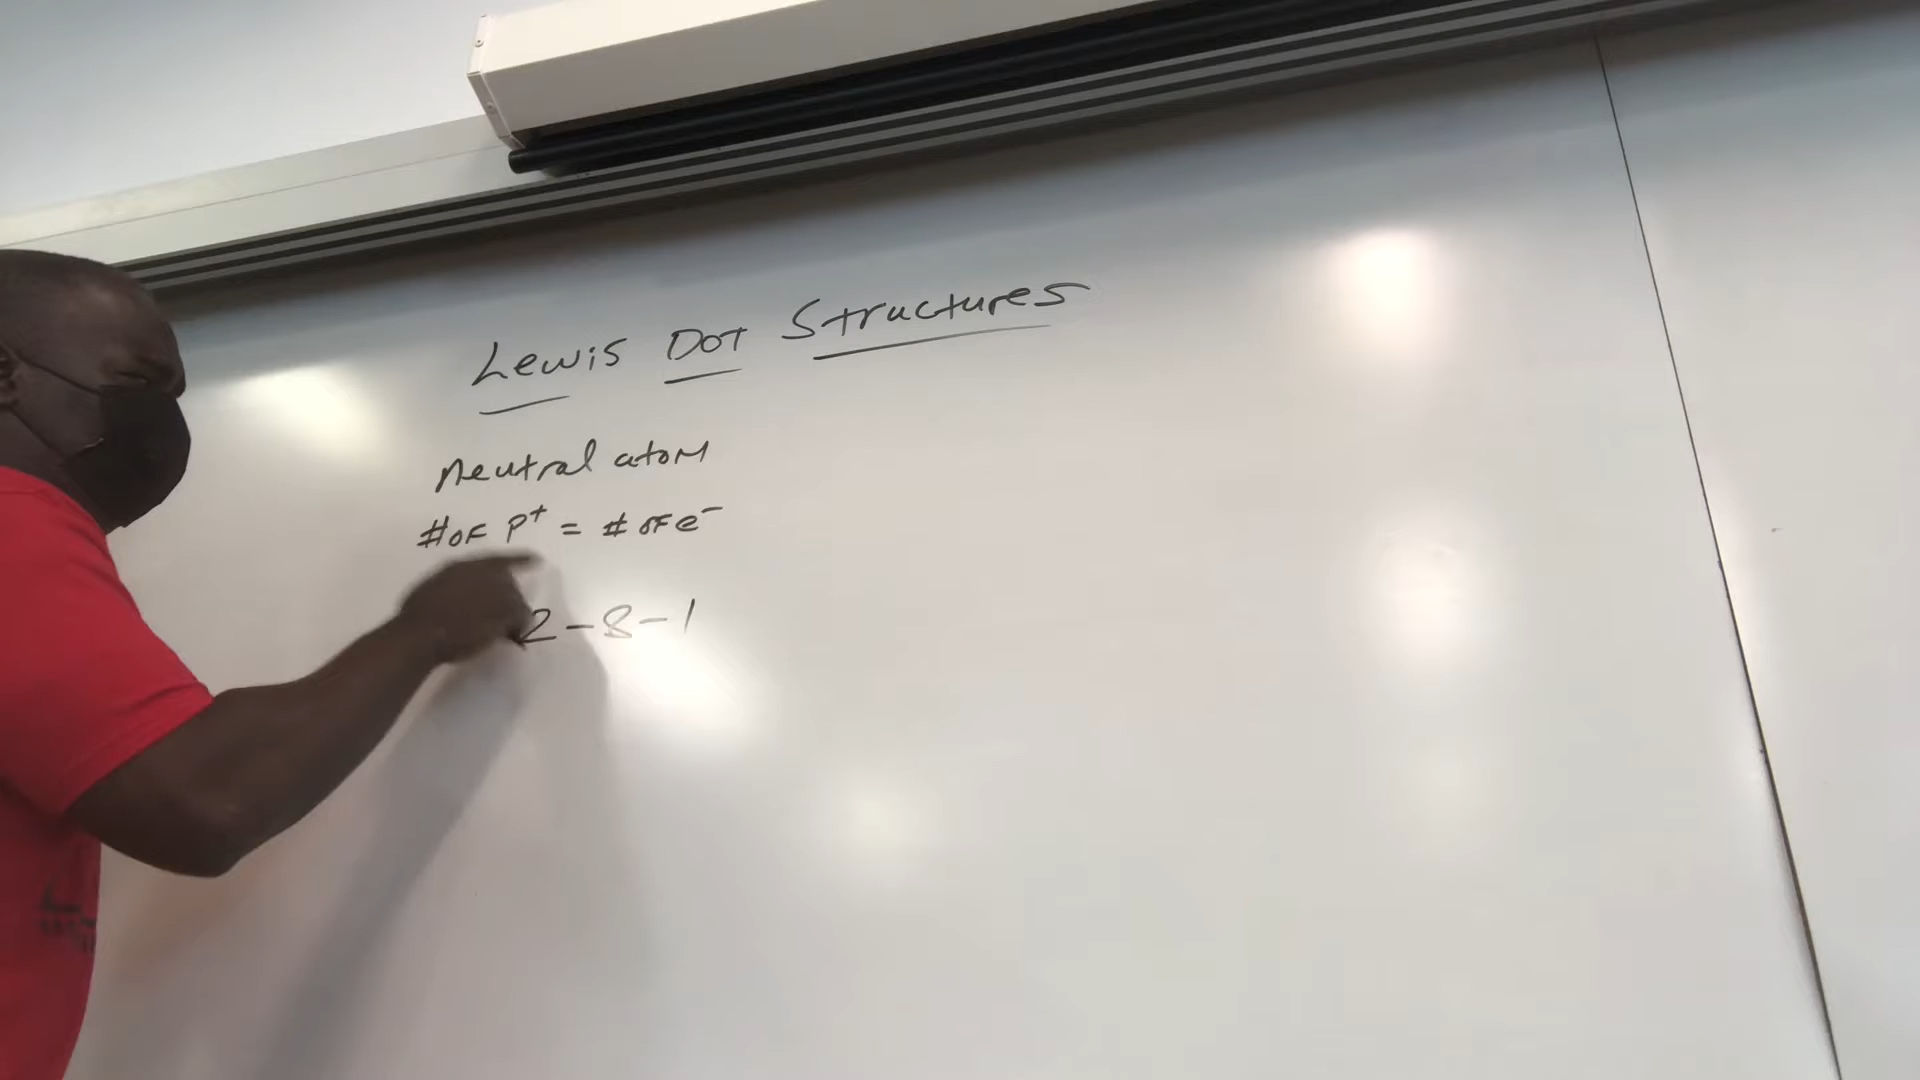 Lewis Dot Structures
Neutral atom
# of P⁺ = # of e⁻
2-8-1